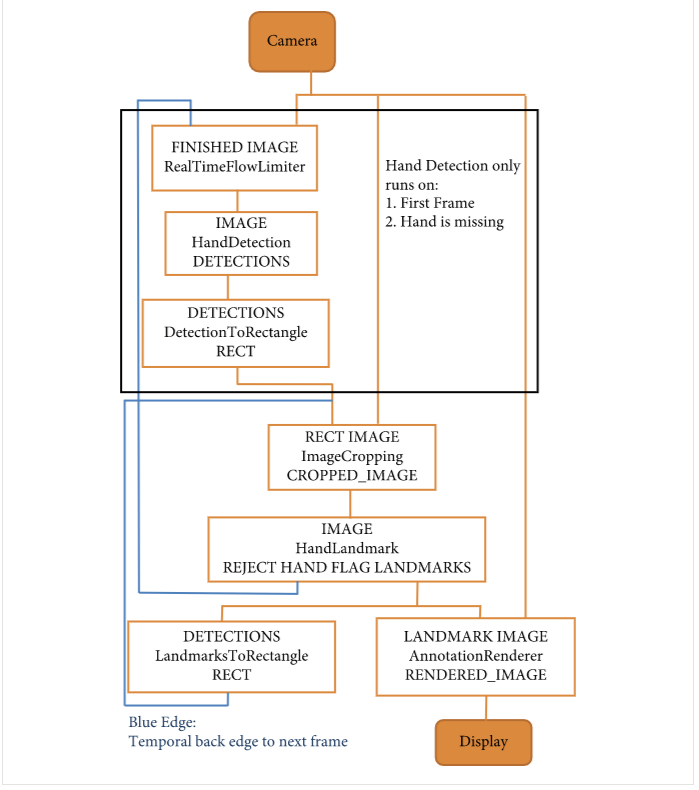 Camera
FINISHED IMAGE
RealTimeFlowLimiter
Hand Detection only
runs on:
1. First Frame
2. Hand is missing
IMAGE
HandDetection
DETECTIONS
DETECTIONS
DetectionToRectangle
RECT
RECT IMAGE
ImageCropping
CROPPED_IMAGE
IMAGE
HandLandmark
REJECT HAND FLAG LANDMARKS
DETECTIONS
LandmarksToRectangle
RECT
LANDMARK IMAGE
AnnotationRenderer
RENDERED_IMAGE
Blue Edge:
Temporal back edge to next frame
Display